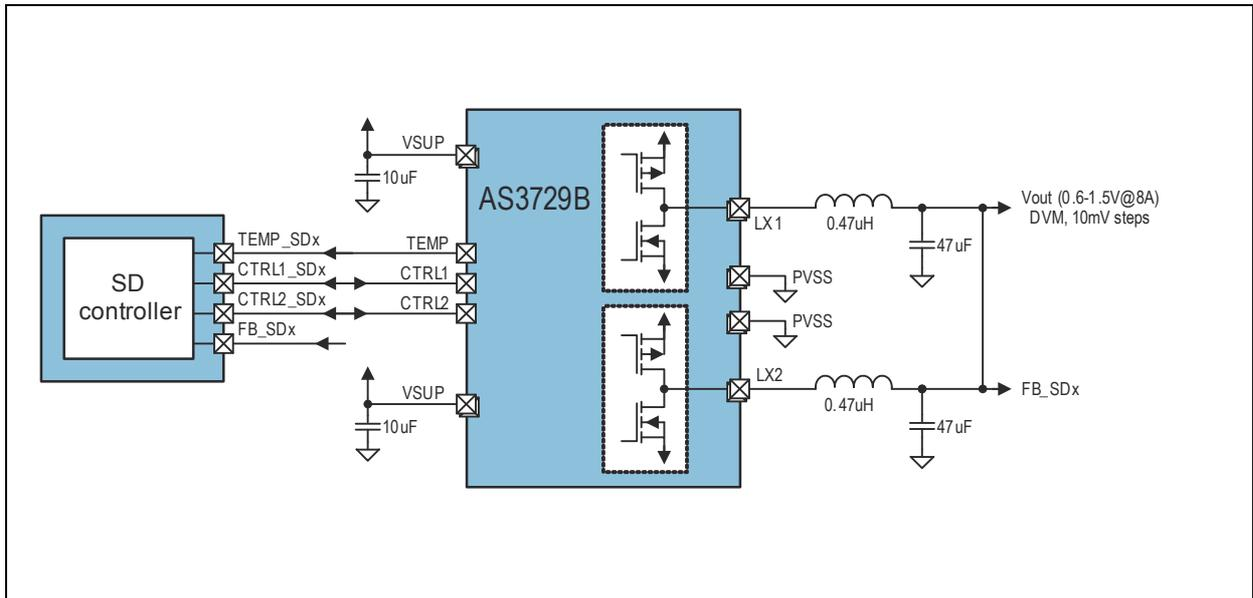 VSUP
10uF
AS3729B
LX1
0.47uH
Vout (0.6-1.5V@8A)
DVM, 10mV steps
47uF
TEMP_SDx
TEMP
CTRL1_SDx
CTRL1
CTRL2_SDx
CTRL2
SD
controller
FB_SDx
PVSS
PVSS
VSUP
10uF
LX2
0.47uH
FB_SDx
47uF